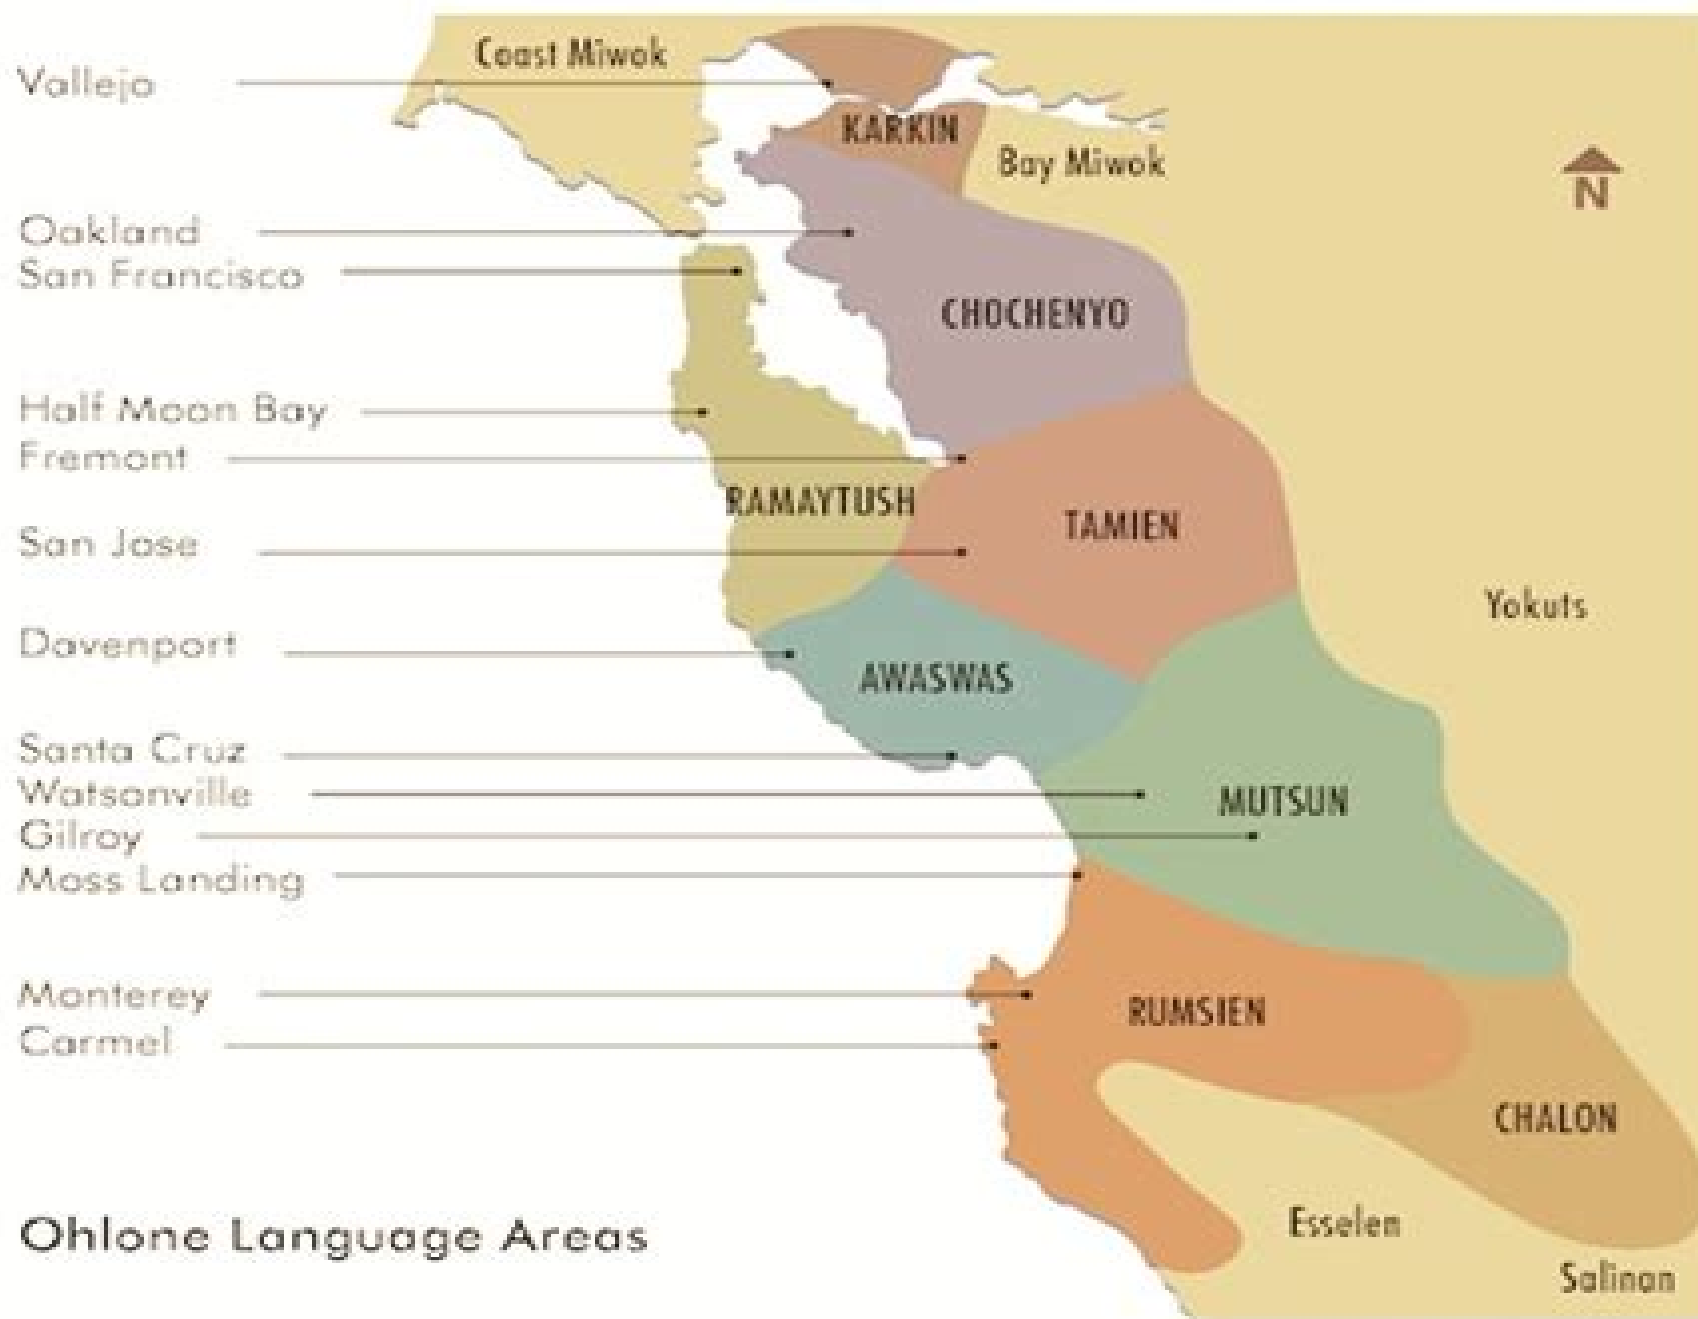 Coast Miwok
Vallejo
KARKIN
Bay Miwok
N
Oakland
San Francisco
CHOCHENYO
Half Moon Bay
Fremont
RAMAYTUSH
TAMIEN
San Jose
Yokuts
Davenport
AWASWAS
Santa Cruz
Watsonville
MUTSUN
Gilroy
Moss Landing
Monterey
RUMSIEN
Carmel
CHALON
Esselen
Ohlone Language Areas
Salinan